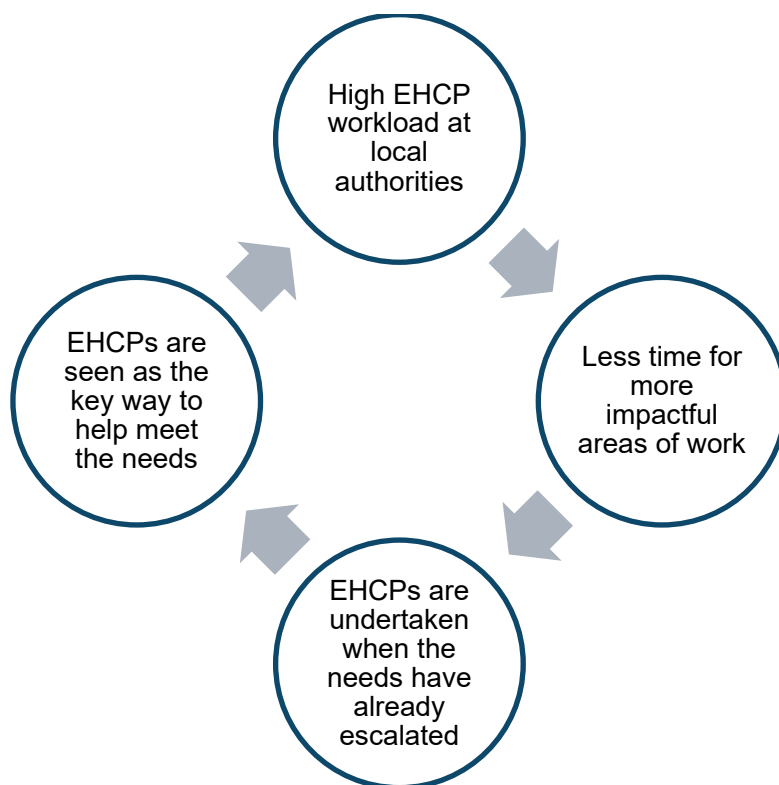 High EHCP
workload at
local
authorities
Less time for
more
impactful
areas of work
EHCPs are
undertaken
when the
needs have
already
escalated
EHCPs are
seen as the
key way to
help meet
the needs